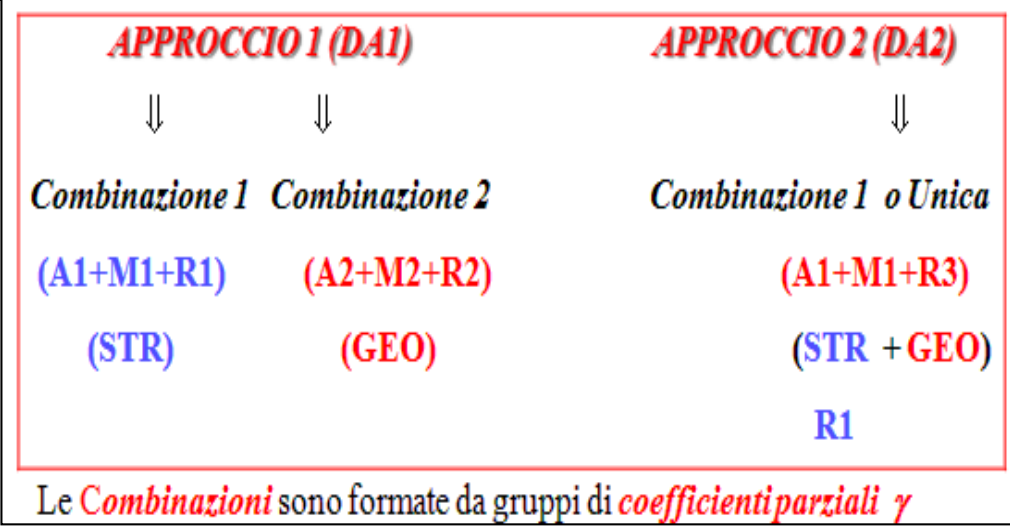 APPROCCIO 1 (DA1) APPROCCIO 2 (DA2)
⇓ ⇓ ⇓
Combinazione 1 Combinazione 2 Combinazione 1 o Unica
(A1+M1+R1) (A2+M2+R2) (A1+M1+R3)
(STR) (GEO) (STR + GEO)
R1
Le Combinazioni sono formate da gruppi di coefficienti parziali γ